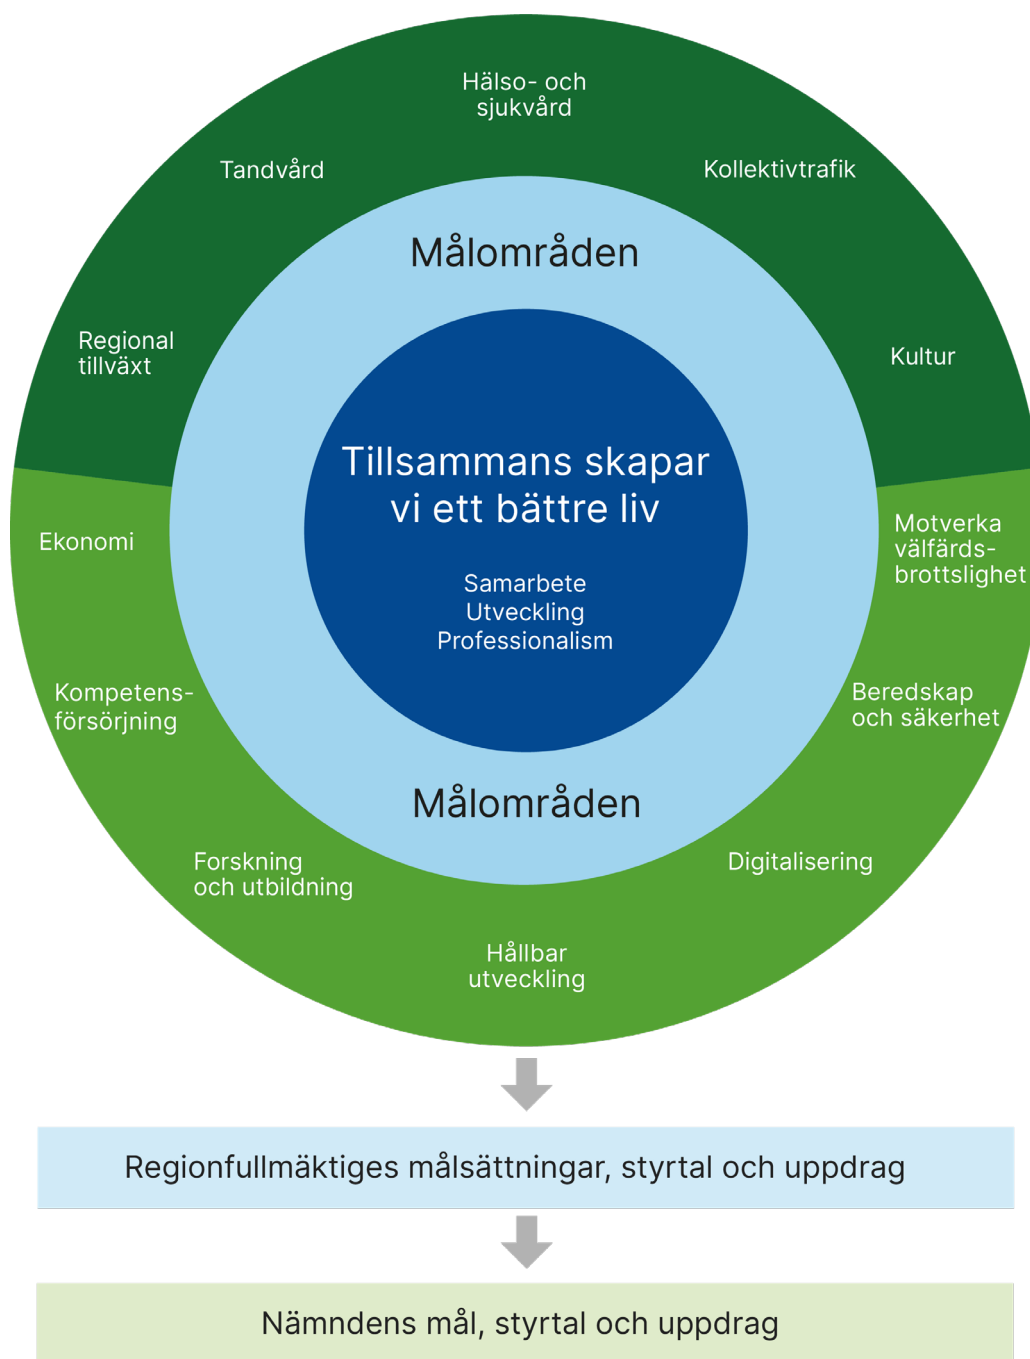 Hälso- och
sjukvård
Tandvård
Kollektivtrafik
Målområden
Regional
tillväxt
Kultur
Tillsammans skapar
vi ett bättre liv
Ekonomi
Motverka
välfärds-
brottslighet
Samarbete
Utveckling
Professionalism
Kompetens-
försörjning
Beredskap
och säkerhet
Målområden
Forskning
och utbildning
Digitalisering
Hållbar
utveckling
Regionfullmäktiges målsättningar, styrtal och uppdrag
Nämndens mål, styrtal och uppdrag